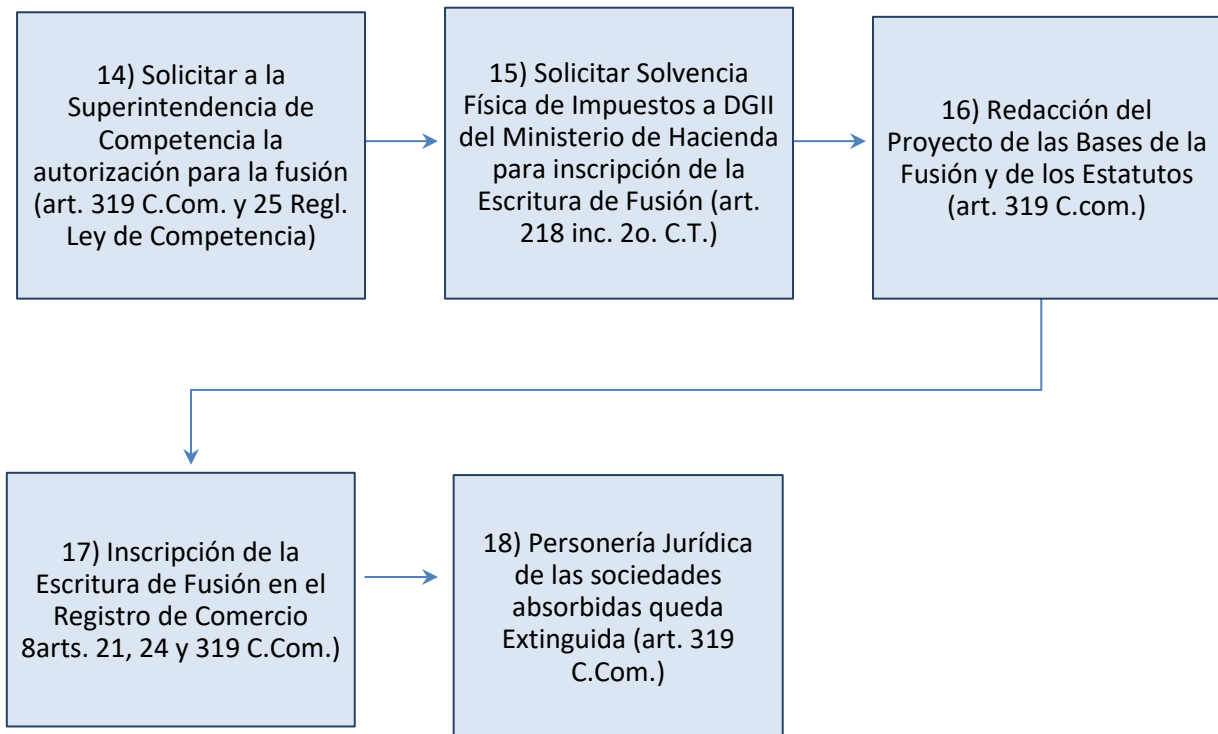 14) Solicitar a la
Superintendencia de
Competencia la
autorización para la fusión
(art. 319 C.Com. y 25 Regl.
Ley de Competencia)
15) Solicitar Solvencia
Física de Impuestos a DGII
del Ministerio de Hacienda
para inscripción de la
Escritura de Fusión (art.
218 inc. 2o. C.T.)
16) Redacción del
Proyecto de las Bases de la
Fusión y de los Estatutos
(art. 319 C.com.)
17) Inscripción de la
Escritura de Fusión en el
Registro de Comercio
8arts. 21, 24 y 319 C.Com.)
18) Personería Jurídica
de las sociedades
absorbidas queda
Extinguida (art. 319
C.Com.)